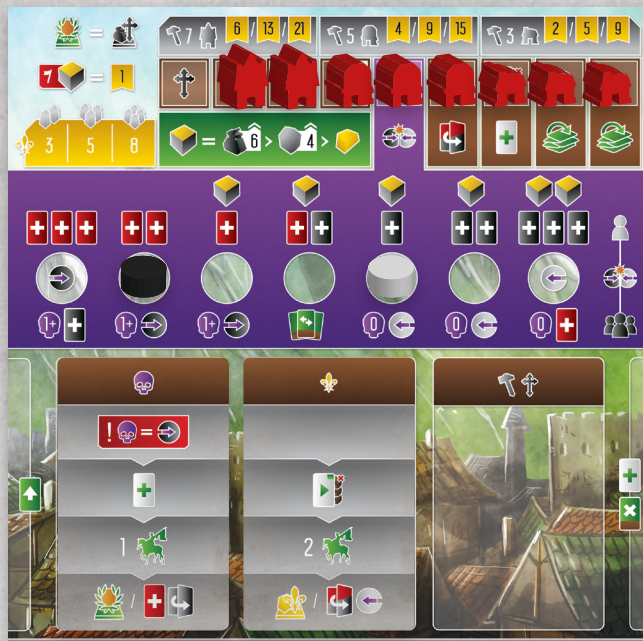 = 7 6 / 13 / 21 5 4 / 9 / 15 3 2 / 5 / 9
7 = 1
3 5 8 = 6 > 4 >
1+ 1+ 1+ 0 0 0
! =
1 2
/ /